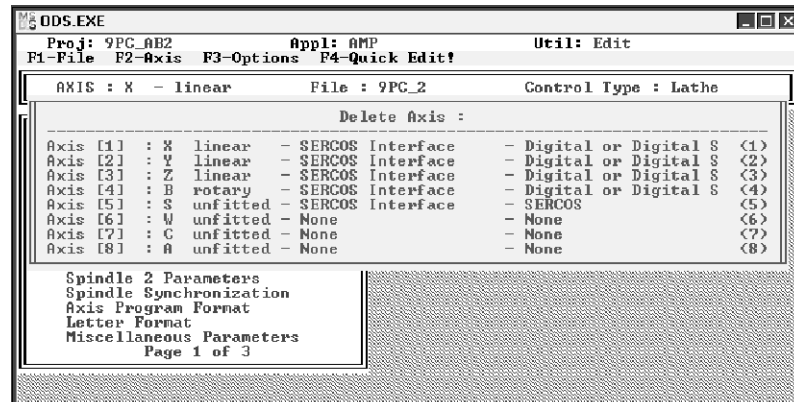 ODS.EXE
Proj: 9PC_AB2 Appl: AMP Util: Edit
F1-File F2-Axis F3-Options F4-Quick Edit!
AXIS : X - linear File : 9PC_2 Control Type : Lathe
Delete Axis :
Axis [1] : X linear - SERCOS Interface - Digital or Digital S <1>
Axis [2] : Y linear - SERCOS Interface - Digital or Digital S <2>
Axis [3] : Z linear - SERCOS Interface - Digital or Digital S <3>
Axis [4] : B rotary - SERCOS Interface - Digital or Digital S <4>
Axis [5] : S unfitted - SERCOS Interface - SERCOS <5>
Axis [6] : W unfitted - None - None <6>
Axis [7] : C unfitted - None - None <7>
Axis [8] : A unfitted - None - None <8>
Spindle 2 Parameters
Spindle Synchronization
Axis Program Format
Letter Format
Miscellaneous Parameters
Page 1 of 3